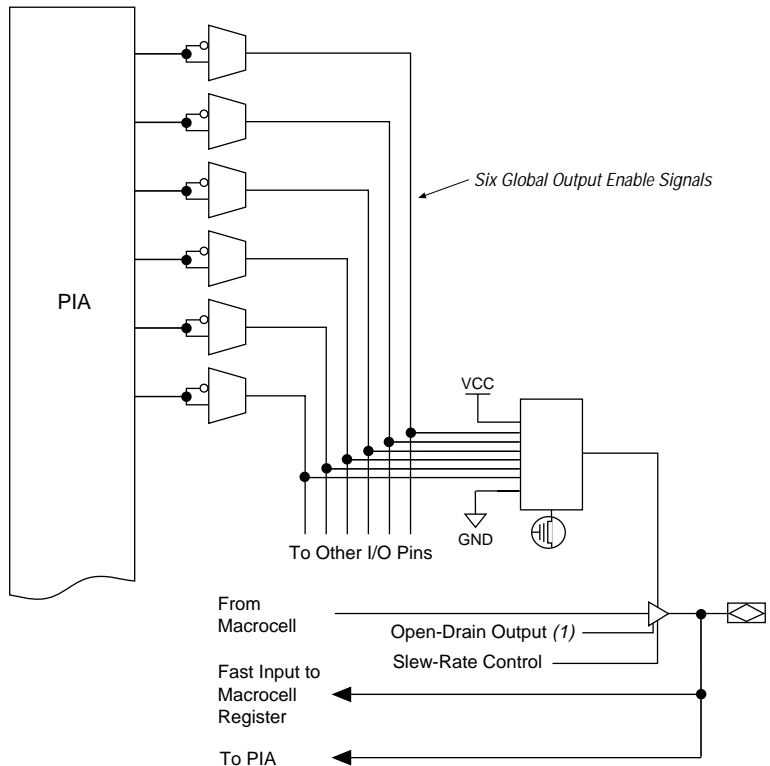 Six Global Output Enable Signals
PIA
VCC
GND
To Other I/O Pins
From
Macrocell
Open-Drain Output (1)
Slew-Rate Control
Fast Input to
Macrocell
Register
To PIA